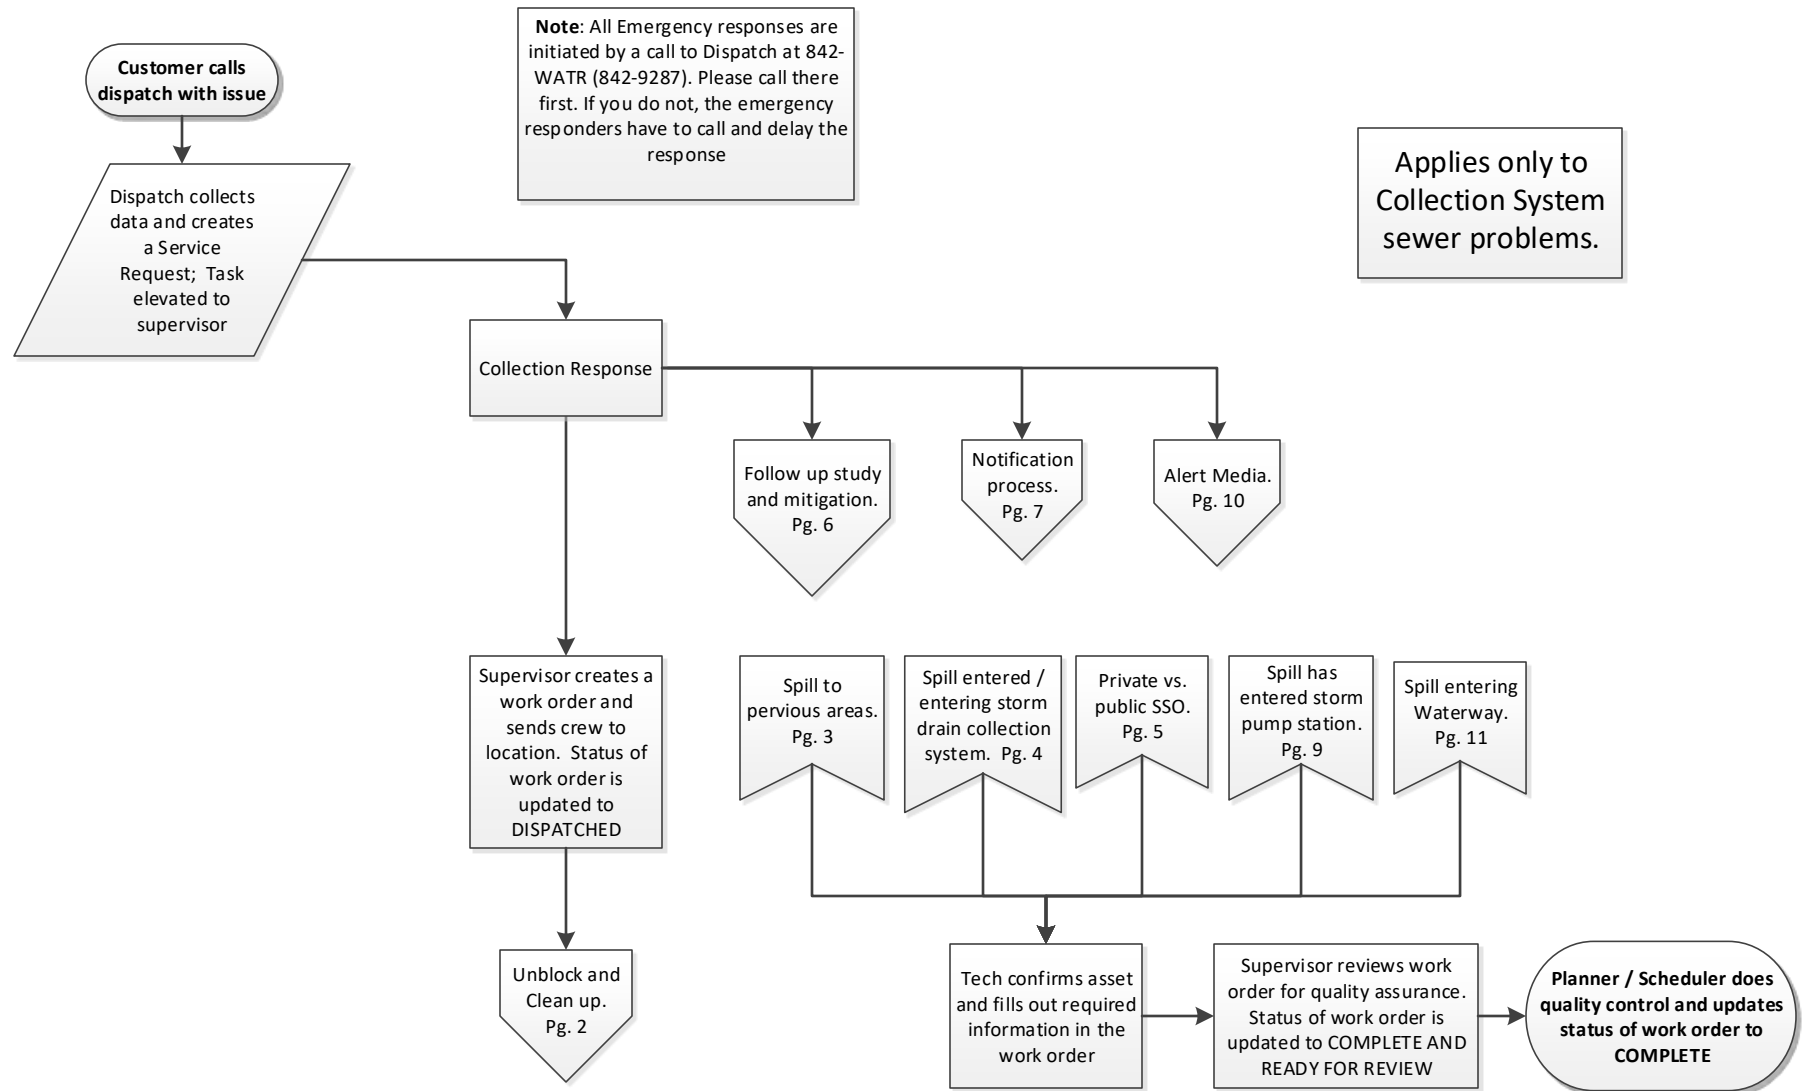 Customer calls
dispatch with issue
Note: All Emergency responses are
initiated by a call to Dispatch at 842-
WATR (842-9287). Please call there
first. If you do not, the emergency
responders have to call and delay the
response
Applies only to
Collection System
sewer problems.
Dispatch collects
data and creates
a Service
Request; Task
elevated to
supervisor
Collection Response
Follow up study
and mitigation.
Pg. 6
Notification
process.
Pg. 7
Alert Media.
Pg. 10
Supervisor creates a
work order and
sends crew to
location. Status of
work order is
updated to
DISPATCHED
Spill to
pervious areas.
Pg. 3
Spill entered /
entering storm
drain collection
system. Pg. 4
Private vs.
public SSO.
Pg. 5
Spill has
entered storm
pump station.
Pg. 9
Spill entering
Waterway.
Pg. 11
Unblock and
Clean up.
Pg. 2
Tech confirms asset
and fills out required
information in the
work order
Supervisor reviews work
order for quality assurance.
Status of work order is
updated to COMPLETE AND
READY FOR REVIEW
Planner / Scheduler does
quality control and updates
status of work order to
COMPLETE